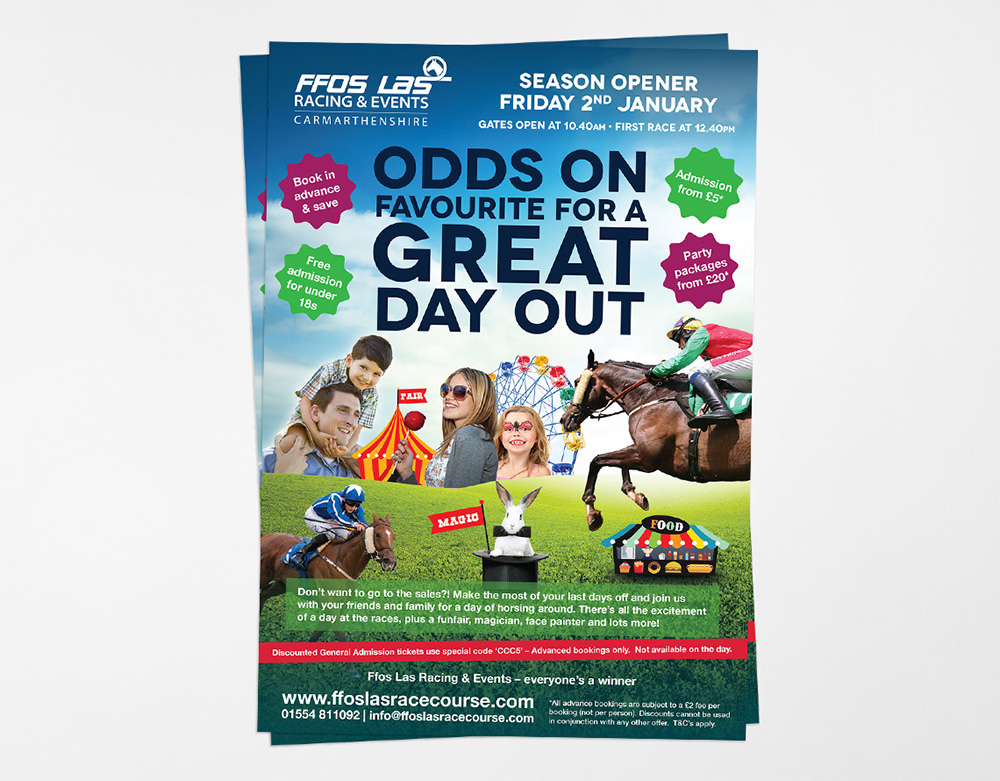 FFOS LAS
RACING & EVENTS
CARMARTHENSHIRE
SEASON OPENER
FRIDAY 2ND JANUARY
GATES OPEN AT 10.40AM • FIRST RACE AT 12.40PM
ODDS ON
FAVOURITE FOR A
GREAT
DAY OUT
Book in
advance
& save
Free
admission
for under
18s
Admission
from £5*
Party
packages
from £20*
FAIR
MAGIC
FOOD
Don't want to go to the sales?! Make the most of your last days off and join us
with your friends and family for a day of horsing around. There's all the excitement
of a day at the races, plus a funfair, magician, face painter and lots more!
Discounted General Admission tickets use special code 'CCC5' – Advanced bookings only. Not available on the day.
Ffos Las Racing & Events – everyone's a winner
www.ffoslasracecourse.com
01554 811092 | info@ffoslasracecourse.com
*All advance bookings are subject to a £2 fee per
booking (not per person). Discounts cannot be used
in conjunction with any other offer. T&C's apply.